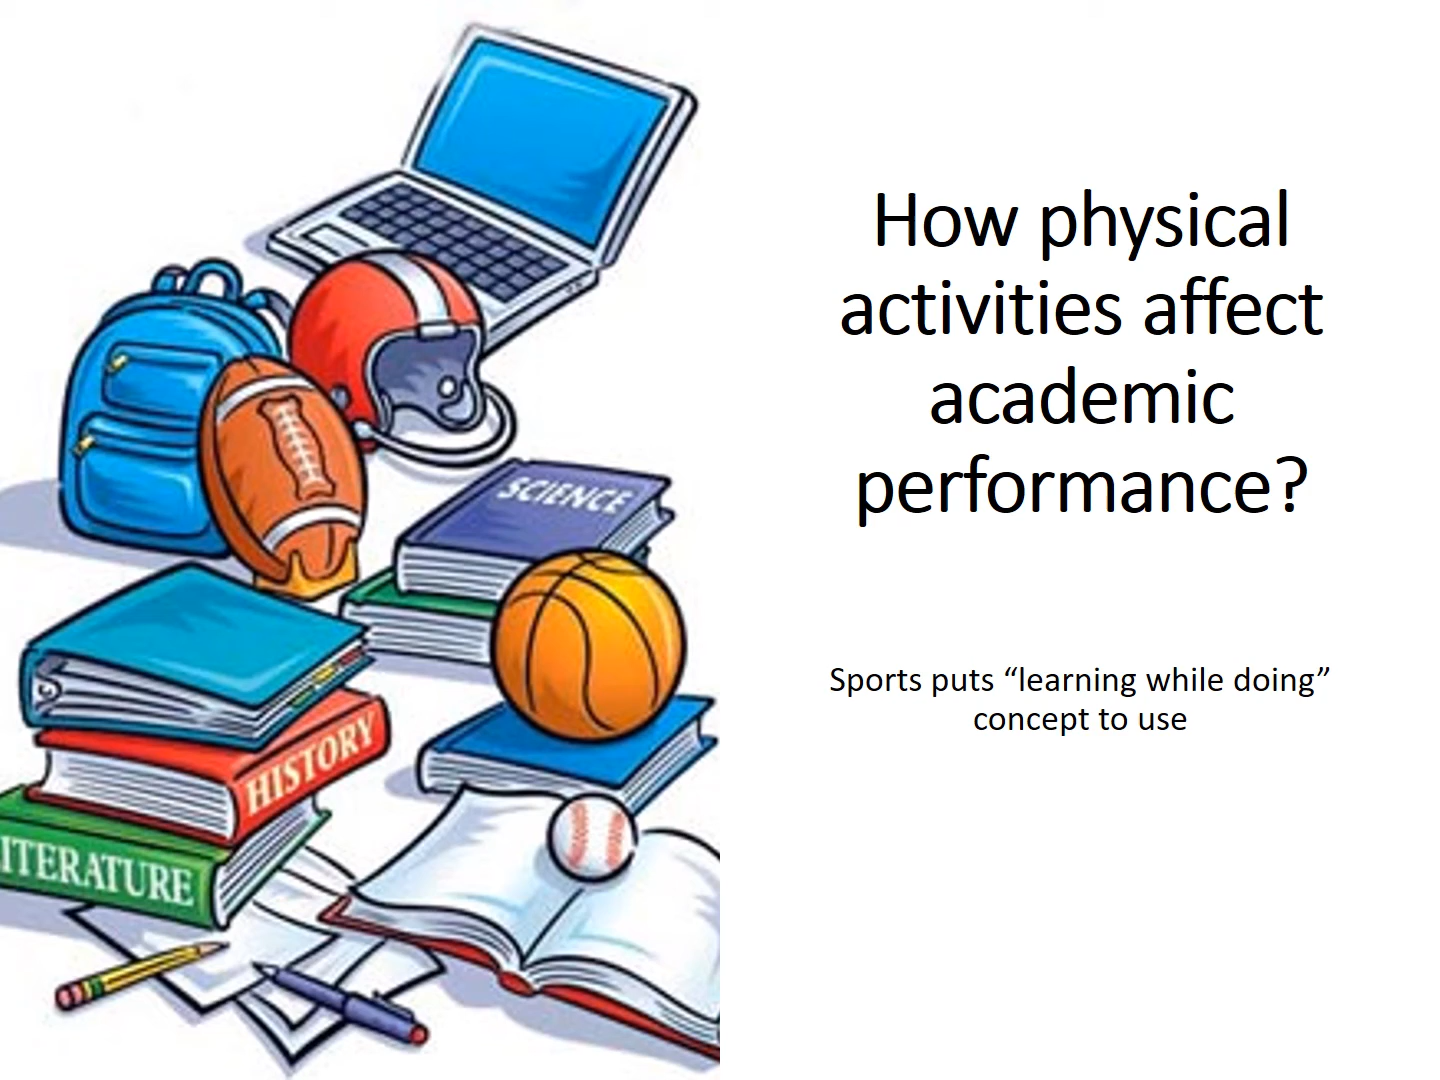 How physical
activities affect
academic
performance?
Sports puts “learning while doing”
concept to use
SCIENCE
HISTORY
ITERATURE